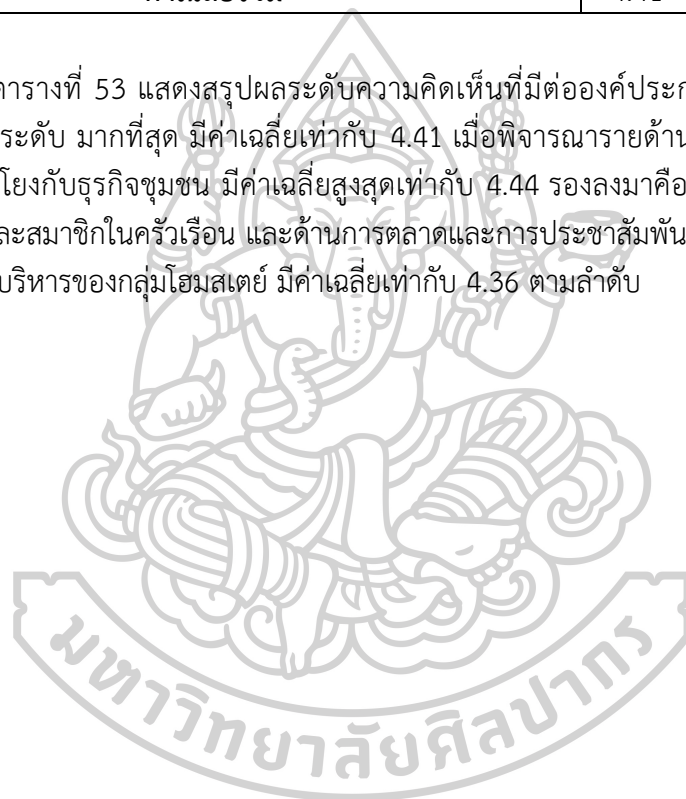 ตารางที่ 53 แสดงสรุปผลระดับความคิดเห็นที่มีต่อองค์ประก
ระดับ มากที่สุด มีค่าเฉลี่ยเท่ากับ 4.41 เมื่อพิจารณารายด้าน
โยงกับธุรกิจชุมชน มีค่าเฉลี่ยสูงสุดเท่ากับ 4.44 รองลงมาคือ
ละสมาชิกในครัวเรือน และด้านการตลาดและการประชาสัมพัน
บริหารของกลุ่มโฮมสเตย์ มีค่าเฉลี่ยเท่ากับ 4.36 ตามลำดับ
มหาวิทยาลัยศิลปากร